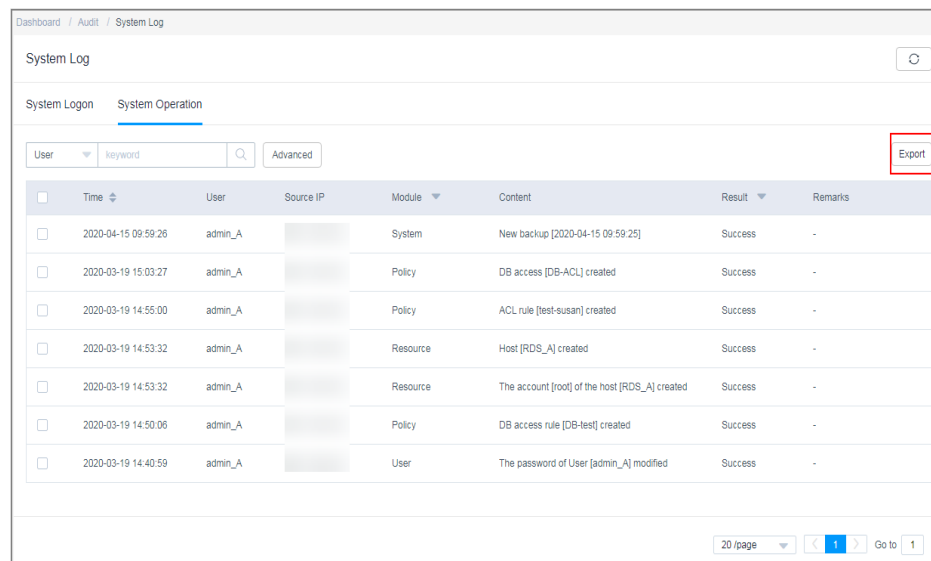 Dashboard / Audit / System Log
System Log
System Logon System Operation
User keyword Advanced Export
Time User Source IP Module Content Result Remarks
2020-04-15 09:59:26 admin_A System New backup [2020-04-15 09:59:25] Success -
2020-03-19 15:03:27 admin_A Policy DB access [DB-ACL] created Success -
2020-03-19 14:55:00 admin_A Policy ACL rule [test-susan] created Success -
2020-03-19 14:53:32 admin_A Resource Host [RDS_A] created Success -
2020-03-19 14:53:32 admin_A Resource The account [root] of the host [RDS_A] created Success -
2020-03-19 14:50:06 admin_A Policy DB access rule [DB-test] created Success -
2020-03-19 14:40:59 admin_A User The password of User [admin_A] modified Success -
20 /page 1 Go to 1